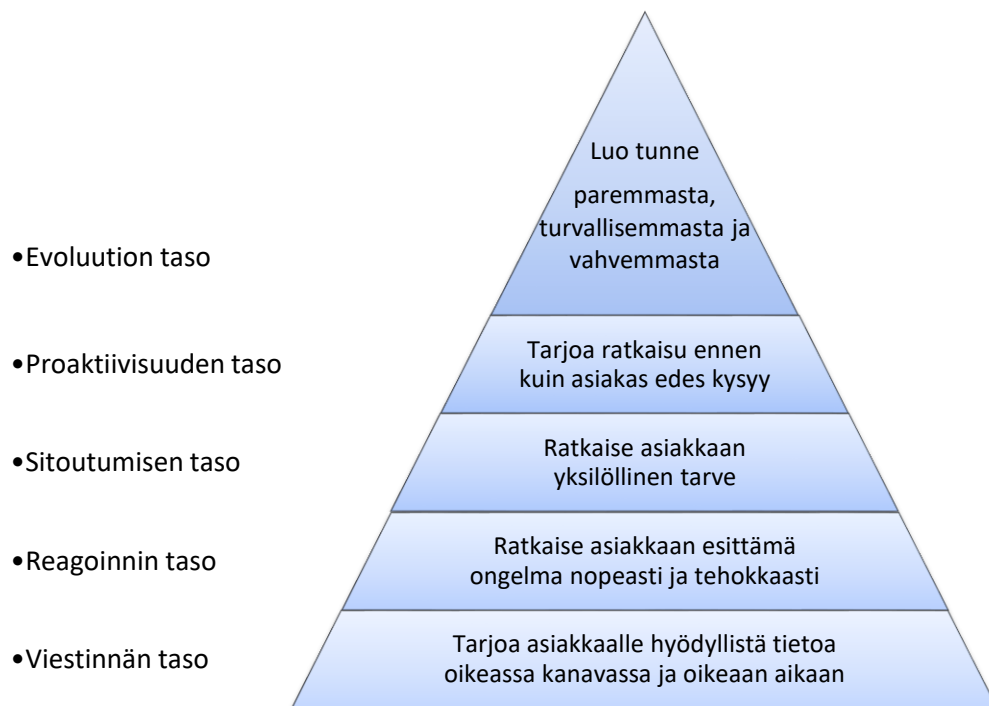 Luo tunne
paremmasta,
turvallisemmasta ja
vahvemmasta
•Evoluution taso
•Proaktiivisuuden taso
Tarjoa ratkaisu ennen
kuin asiakas edes kysyy
•Sitoutumisen taso
Ratkaise asiakkaan
yksilöllinen tarve
•Reagoinnin taso
Ratkaise asiakkaan esittämä
ongelma nopeasti ja tehokkaasti
•Viestinnän taso
Tarjoa asiakkaalle hyödyllistä tietoa
oikeassa kanavassa ja oikeaan aikaan